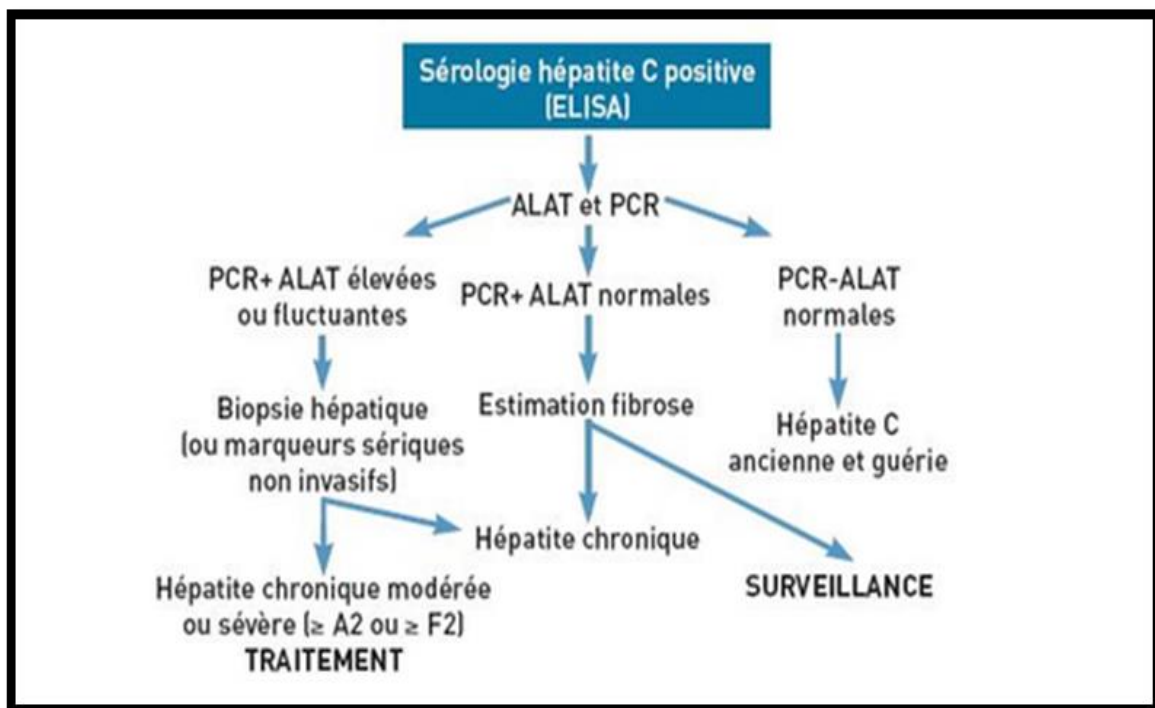 Sérologie hépatite C positive
(ELISA)
ALAT et PCR
PCR+ ALAT élevées
ou fluctuantes
PCR+ ALAT normales
PCR-ALAT
normales
Biopsie hépatique
(ou marqueurs sériques
non invasifs)
Estimation fibrose
Hépatite C
ancienne et guérie
Hépatite chronique
Hépatite chronique modérée
ou sévère (≥ A2 ou ≥ F2)
TRAITEMENT
SURVEILLANCE